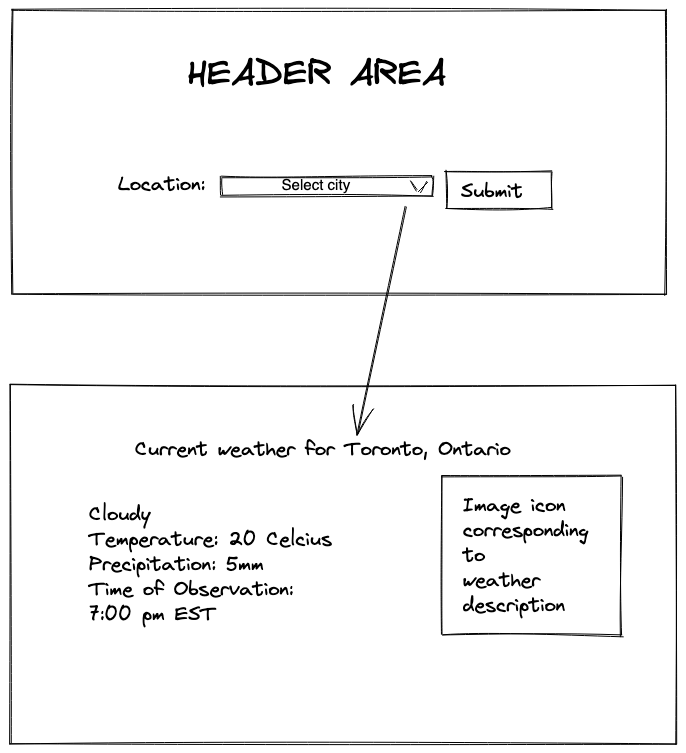 HEADER AREA
Location: Select city Submit
Current weather for Toronto, Ontario
Cloudy
Temperature: 20 Celcius
Precipitation: 5mm
Time of Observation:
7:00 pm EST
Image icon
corresponding
to
weather
description